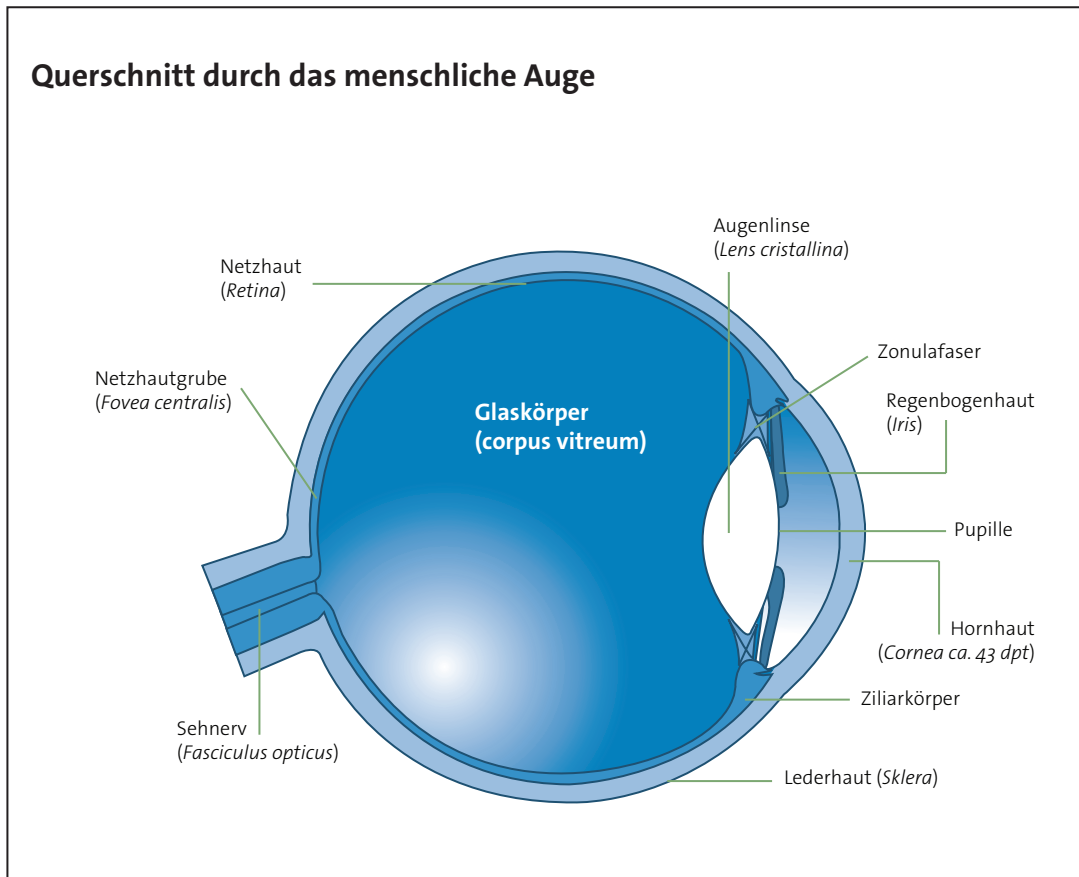 Querschnitt durch das menschliche Auge
Augenlinse
(Lens cristallina)
Netzhaut
(Retina)
Zonulafaser
Netzhautgrube
(Fovea centralis)
Regenbogenhaut
(Iris)
Glaskörper
(corpus vitreum)
Pupille
Hornhaut
(Cornea ca. 43 dpt)
Ziliarkörper
Sehnerv
(Fasciculus opticus)
Lederhaut (Sklera)